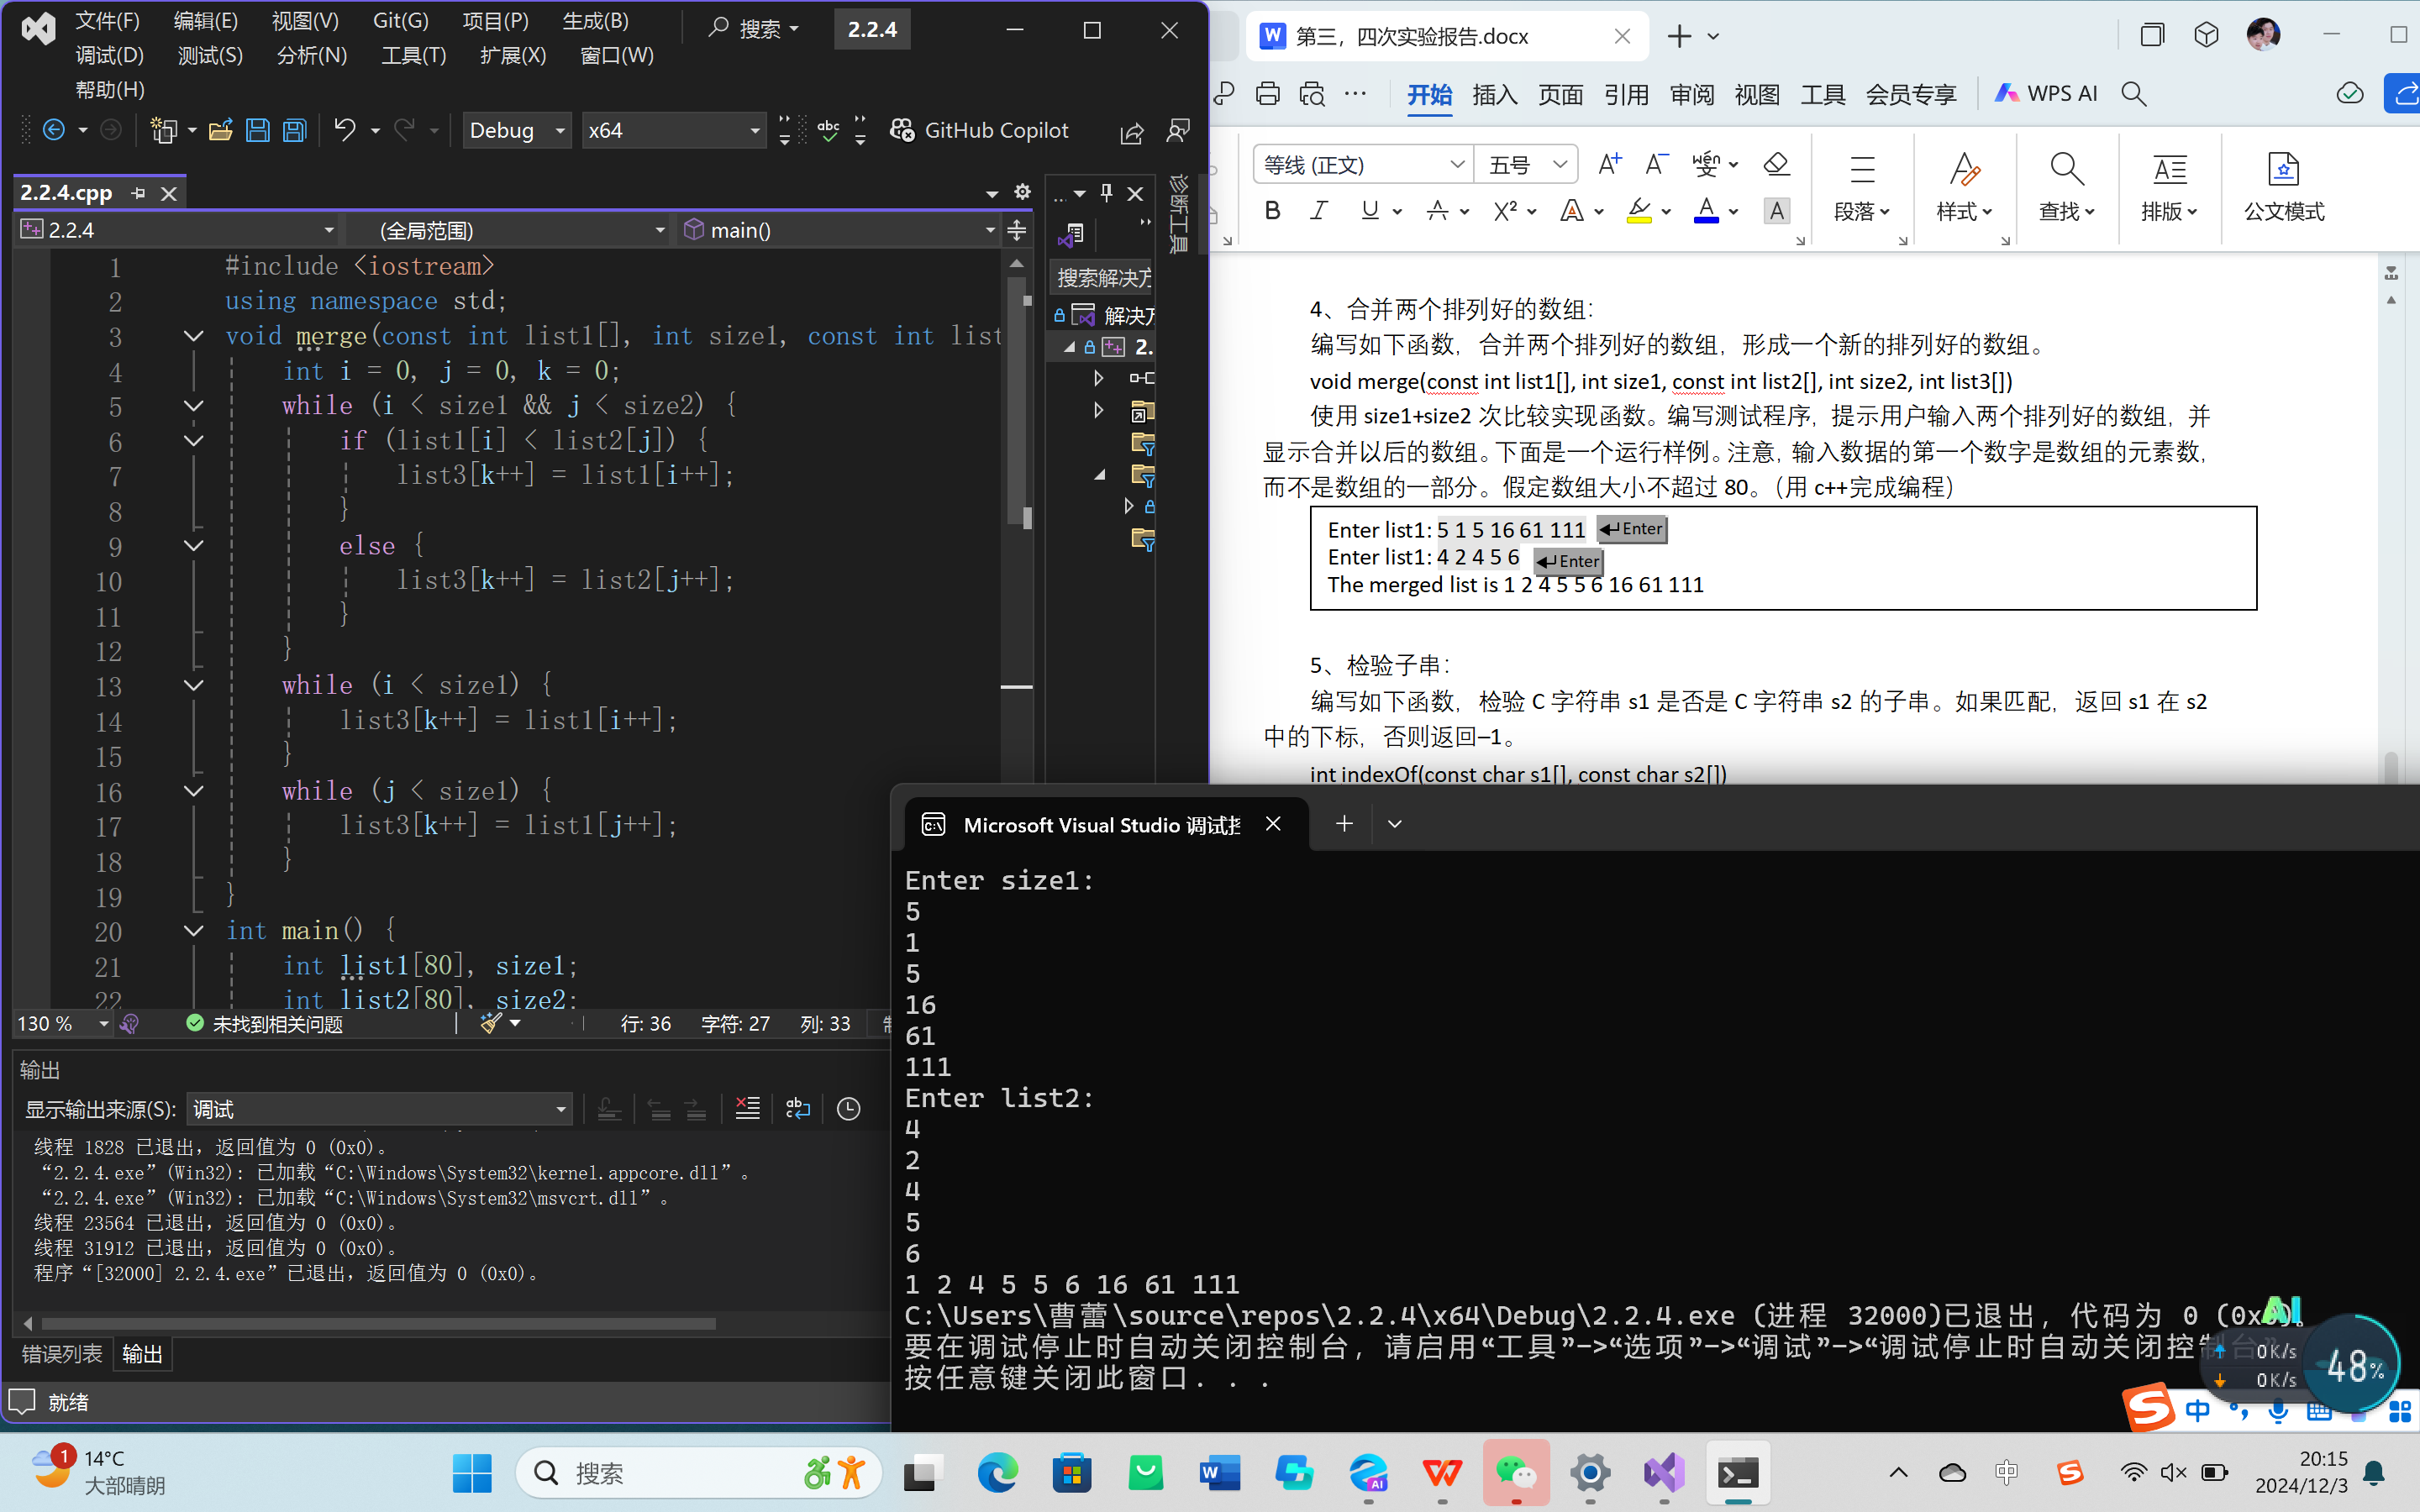 文件(F) 编辑(E) 视图(V) Git(G) 项目(P) 生成(B) 搜索 2.2.4
调试(D) 测试(S) 分析(N) 工具(T) 扩展(X) 窗口(W)
帮助(H)
Debug x64 GitHub Copilot
2.2.4.cpp
2.2.4 (全局范围) main()
1 #include <iostream>
2 using namespace std;
3 void merge(const int list1[], int size1, const int list
4 int i = 0, j = 0, k = 0;
5 while (i < size1 && j < size2) {
6 if (list1[i] < list2[j]) {
7 list3[k++] = list1[i++];
8 }
9 else {
10 list3[k++] = list2[j++];
11 }
12 }
13 while (i < size1) {
14 list3[k++] = list1[i++];
15 }
16 while (j < size1) {
17 list3[k++] = list1[j++];
18 }
19 }
20 int main() {
21 int list1[80], size1;
22 int list2[80], size2;
130 % 未找到相关问题 行: 36 字符: 27 列: 33
诊断工具
搜索解决方
解决方
2.
输出
显示输出来源(S): 调试
线程 1828 已退出，返回值为 0 (0x0)。
“2.2.4.exe”(Win32): 已加载“C:\Windows\System32\kernel.appcore.dll”。
“2.2.4.exe”(Win32): 已加载“C:\Windows\System32\msvcrt.dll”。
线程 23564 已退出，返回值为 0 (0x0)。
线程 31912 已退出，返回值为 0 (0x0)。
程序“[32000] 2.2.4.exe”已退出，返回值为 0 (0x0)。
错误列表 输出
就绪
第三，四次实验报告.docx
开始 插入 页面 引用 审阅 视图 工具 会员专享 WPS AI
等线 (正文) 五号
段落 样式 查找 排版 公文模式
4、合并两个排列好的数组：
编写如下函数，合并两个排列好的数组，形成一个新的排列好的数组。
void merge(const int list1[], int size1, const int list2[], int size2, int list3[])
使用 size1+size2 次比较实现函数。编写测试程序，提示用户输入两个排列好的数组，并
显示合并以后的数组。下面是一个运行样例。注意，输入数据的第一个数字是数组的元素数，
而不是数组的一部分。假定数组大小不超过 80。（用 c++完成编程）
Enter list1: 5 1 5 16 61 111 Enter
Enter list1: 4 2 4 5 6 Enter
The merged list is 1 2 4 5 5 6 16 61 111
5、检验子串：
编写如下函数，检验 C 字符串 s1 是否是 C 字符串 s2 的子串。如果匹配，返回 s1 在 s2
中的下标，否则返回–1。
int indexOf(const char s1[], const char s2[])
Microsoft Visual Studio 调试
Enter size1:
5
1
5
16
61
111
Enter list2:
4
2
4
5
6
1 2 4 5 5 6 16 61 111
C:\Users\曹蕾\source\repos\2.2.4\x64\Debug\2.2.4.exe (进程 32000)已退出，代码为 0 (0x0)。
要在调试停止时自动关闭控制台，请启用“工具”->“选项”->“调试”->“调试停止时自动关闭控制台”。
按任意键关闭此窗口. . .
AI
0K/s
0K/s
48%
中
1 14°C
大部晴朗
搜索
中
20:15
2024/12/3